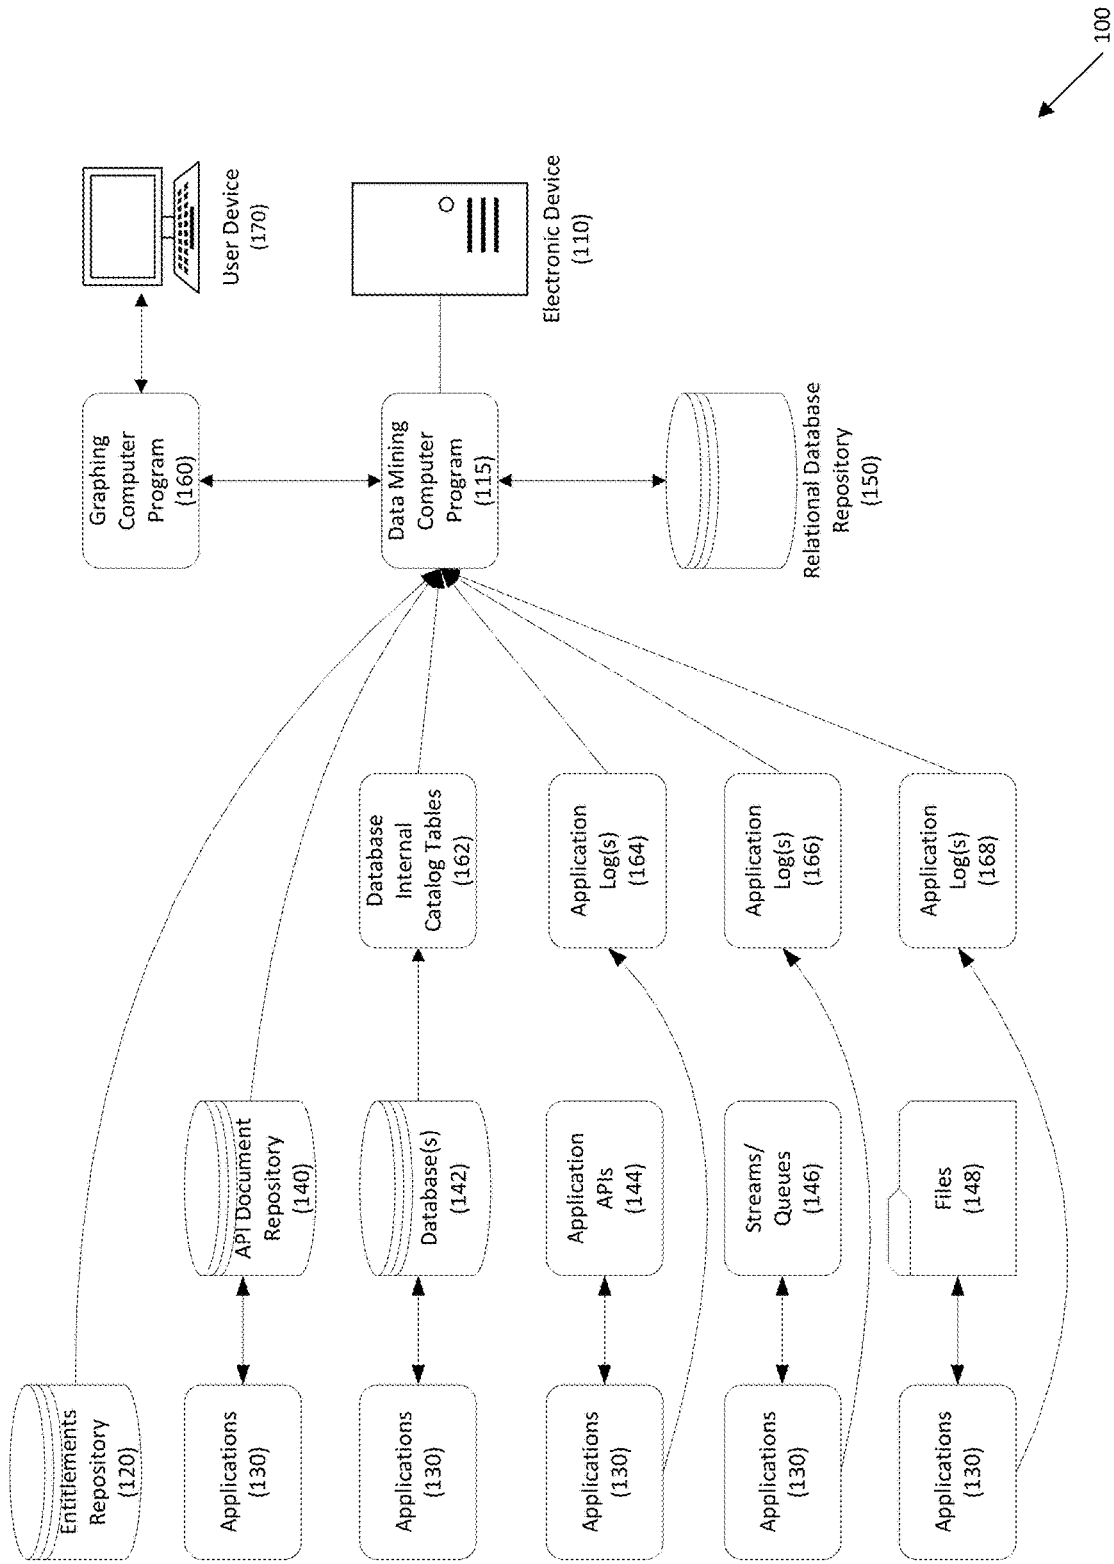 Entitlements
Repository
(120)
Applications
(130)
API Document
Repository
(140)
Applications
(130)
Database(s)
(142)
Database
Internal
Catalog Tables
(162)
Applications
(130)
Application
APIs
(144)
Application
Log(s)
(164)
Applications
(130)
Streams/
Queues
(146)
Application
Log(s)
(166)
Applications
(130)
Files
(148)
Application
Log(s)
(168)
Graphing
Computer
Program
(160)
User Device
(170)
Data Mining
Computer
Program
(115)
Electronic Device
(110)
Relational Database
Repository
(150)
100